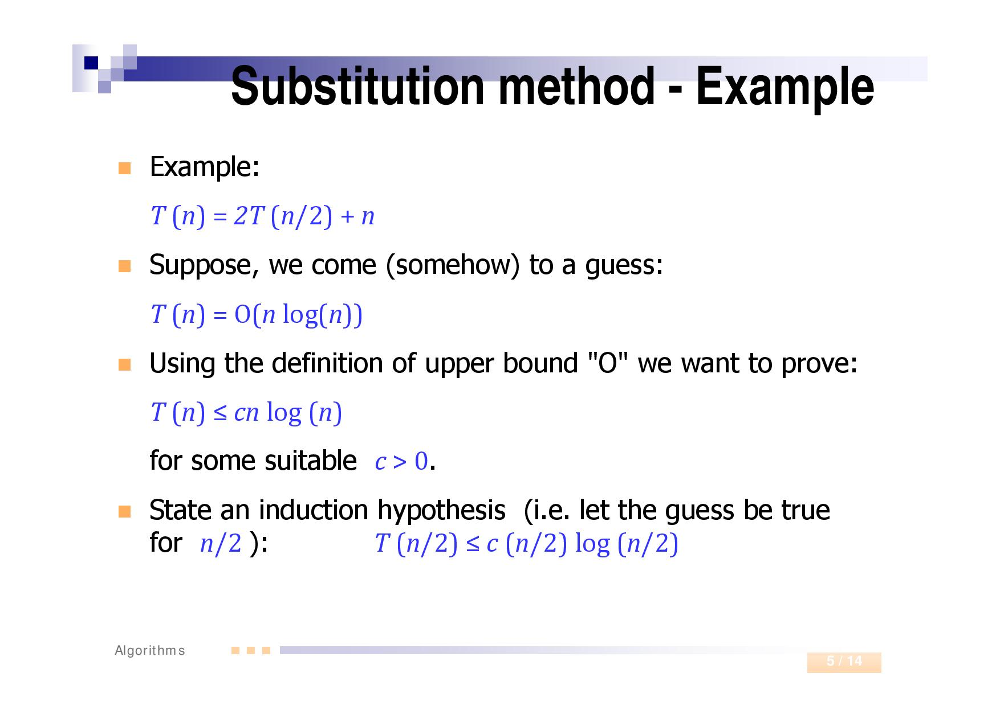 Substitution method - Example
Example:
T (n) = 2T (n/2) + n
Suppose, we come (somehow) to a guess:
T (n) = O(n log(n))
Using the definition of upper bound "O" we want to prove:
T (n) ≤ cn log (n)
for some suitable c > 0.
State an induction hypothesis (i.e. let the guess be true
for n/2 ): T (n/2) ≤ c (n/2) log (n/2)
Algorithms
5 / 14